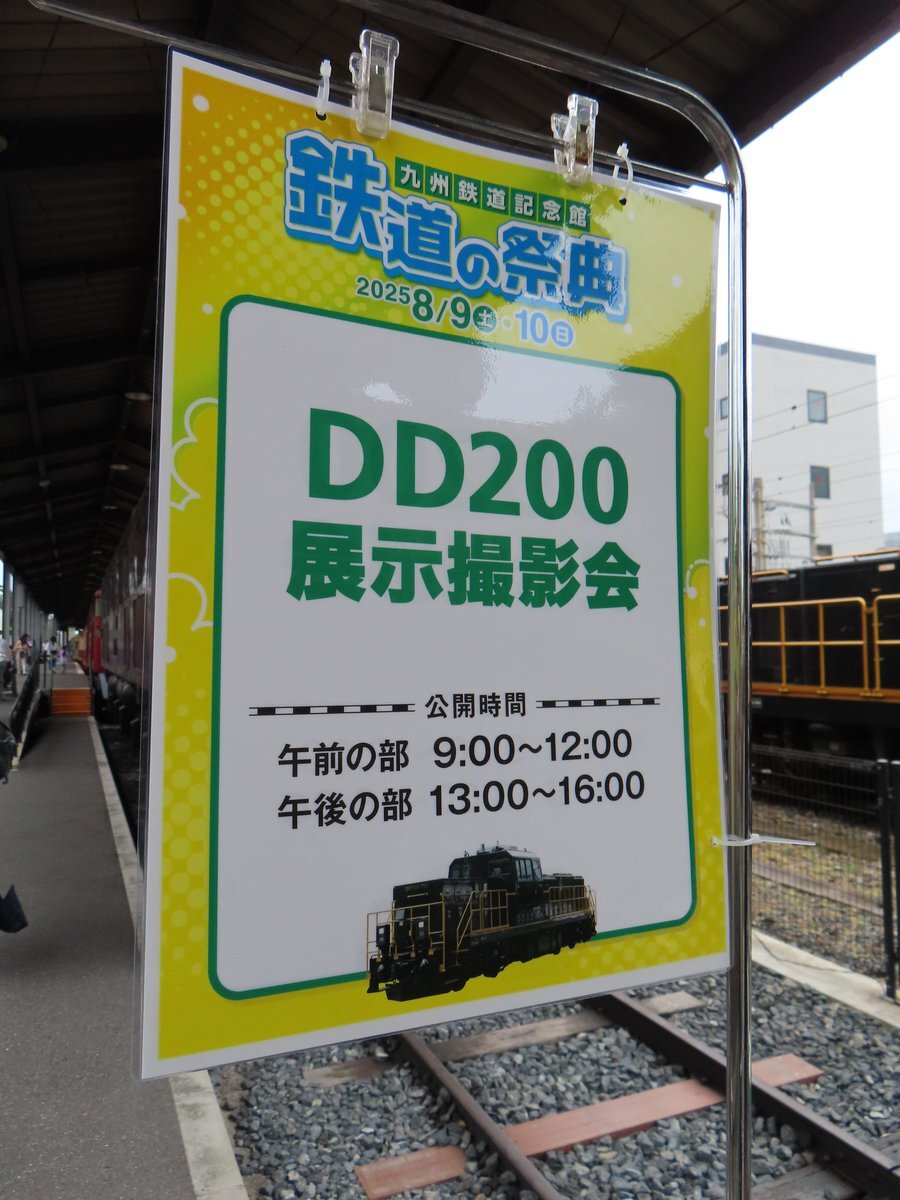 九州鉄道記念館
鉄道の祭典
2025 8/9土・10日
DD200
展示撮影会
公開時間
午前の部 9:00～12:00
午後の部 13:00～16:00